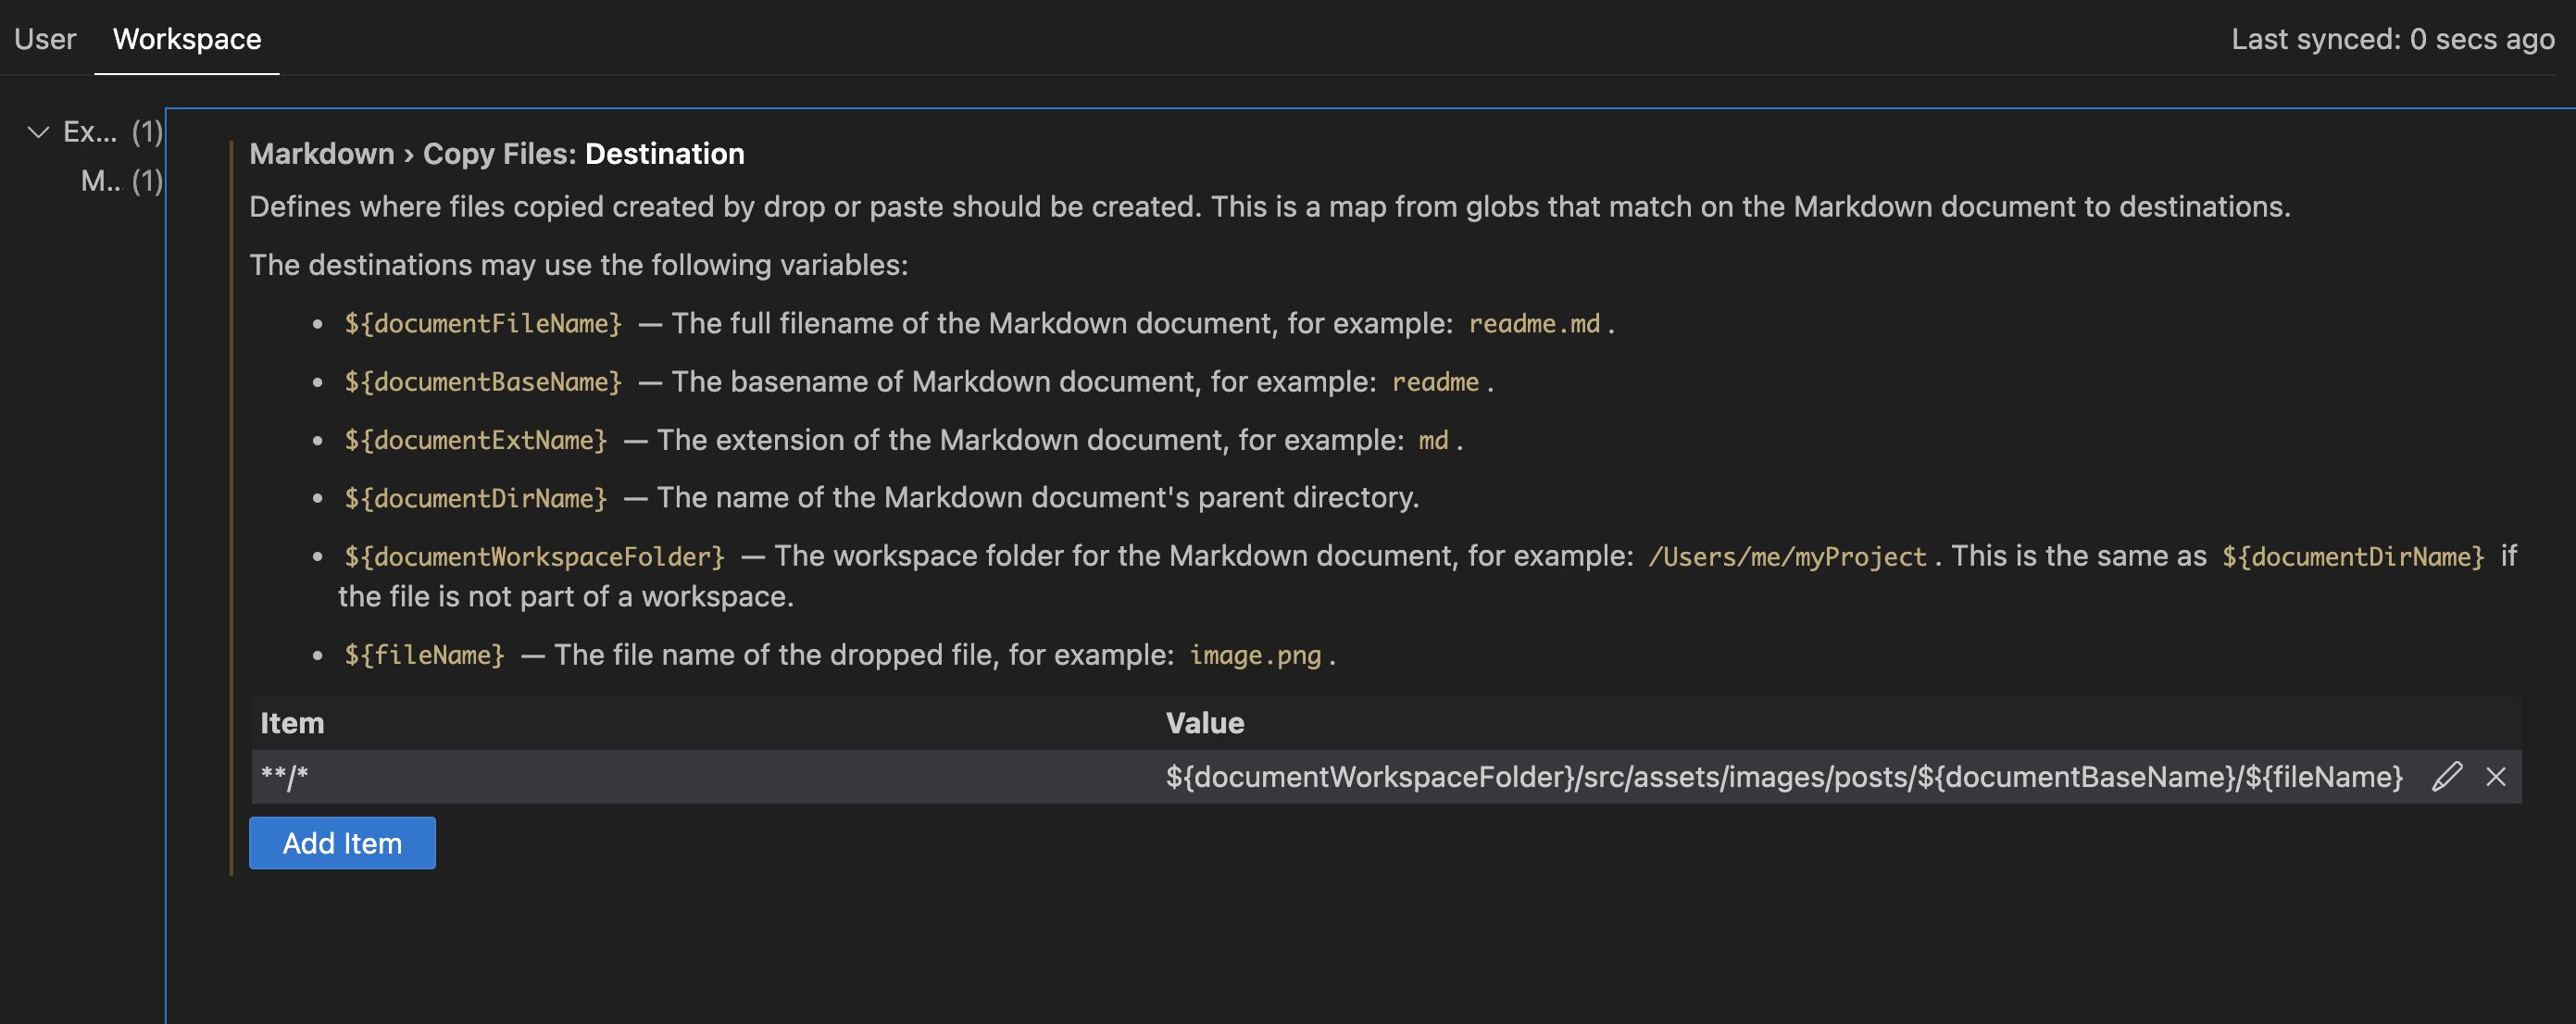 User Workspace Last synced: 0 secs ago
Ex... (1)
M... (1)
Markdown › Copy Files: Destination
Defines where files copied created by drop or paste should be created. This is a map from globs that match on the Markdown document to destinations.
The destinations may use the following variables:
• ${documentFileName} — The full filename of the Markdown document, for example: readme.md.
• ${documentBaseName} — The basename of Markdown document, for example: readme.
• ${documentExtName} — The extension of the Markdown document, for example: md.
• ${documentDirName} — The name of the Markdown document's parent directory.
• ${documentWorkspaceFolder} — The workspace folder for the Markdown document, for example: /Users/me/myProject. This is the same as ${documentDirName} if
the file is not part of a workspace.
• ${fileName} — The file name of the dropped file, for example: image.png.
Item Value
**/* ${documentWorkspaceFolder}/src/assets/images/posts/${documentBaseName}/${fileName}
Add Item